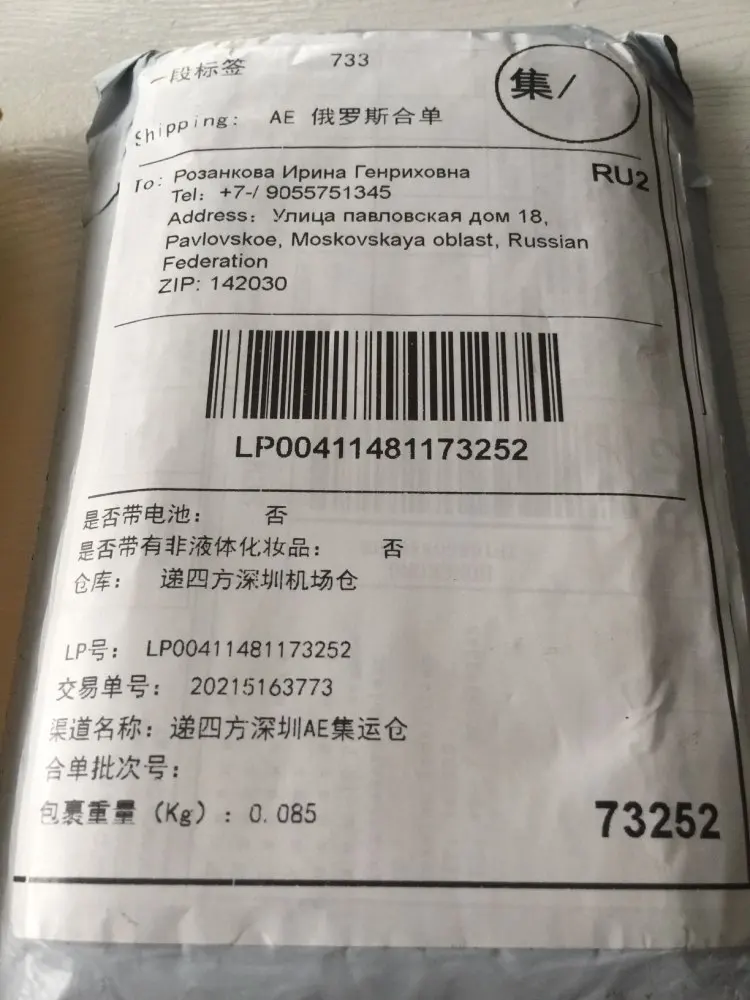 一段标签 733
集/
Shipping: AE 俄罗斯合单
To: Розанкова Ирина Генриховна
RU2
Tel: +7-/ 9055751345
Address: Улица павловская дом 18,
Pavlovskoe, Moskovskaya oblast, Russian
Federation
ZIP: 142030
LP00411481173252
是否带电池: 否
是否带有非液体化妆品: 否
仓库: 递四方深圳机场仓
LP号: LP00411481173252
交易单号: 20215163773
渠道名称: 递四方深圳AE集运仓
合单批次号:
包裹重量 (Kg) : 0.085
73252